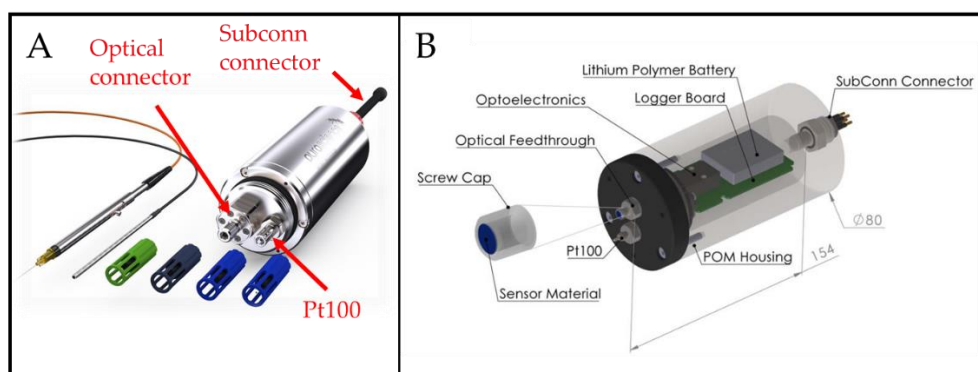 A
Optical
connector
Subconn
connector
Pt100
B
Lithium Polymer Battery
SubConn Connector
Logger Board
Optoelectronics
Optical Feedthrough
Screw Cap
Ø80
154
POM Housing
Pt100
Sensor Material